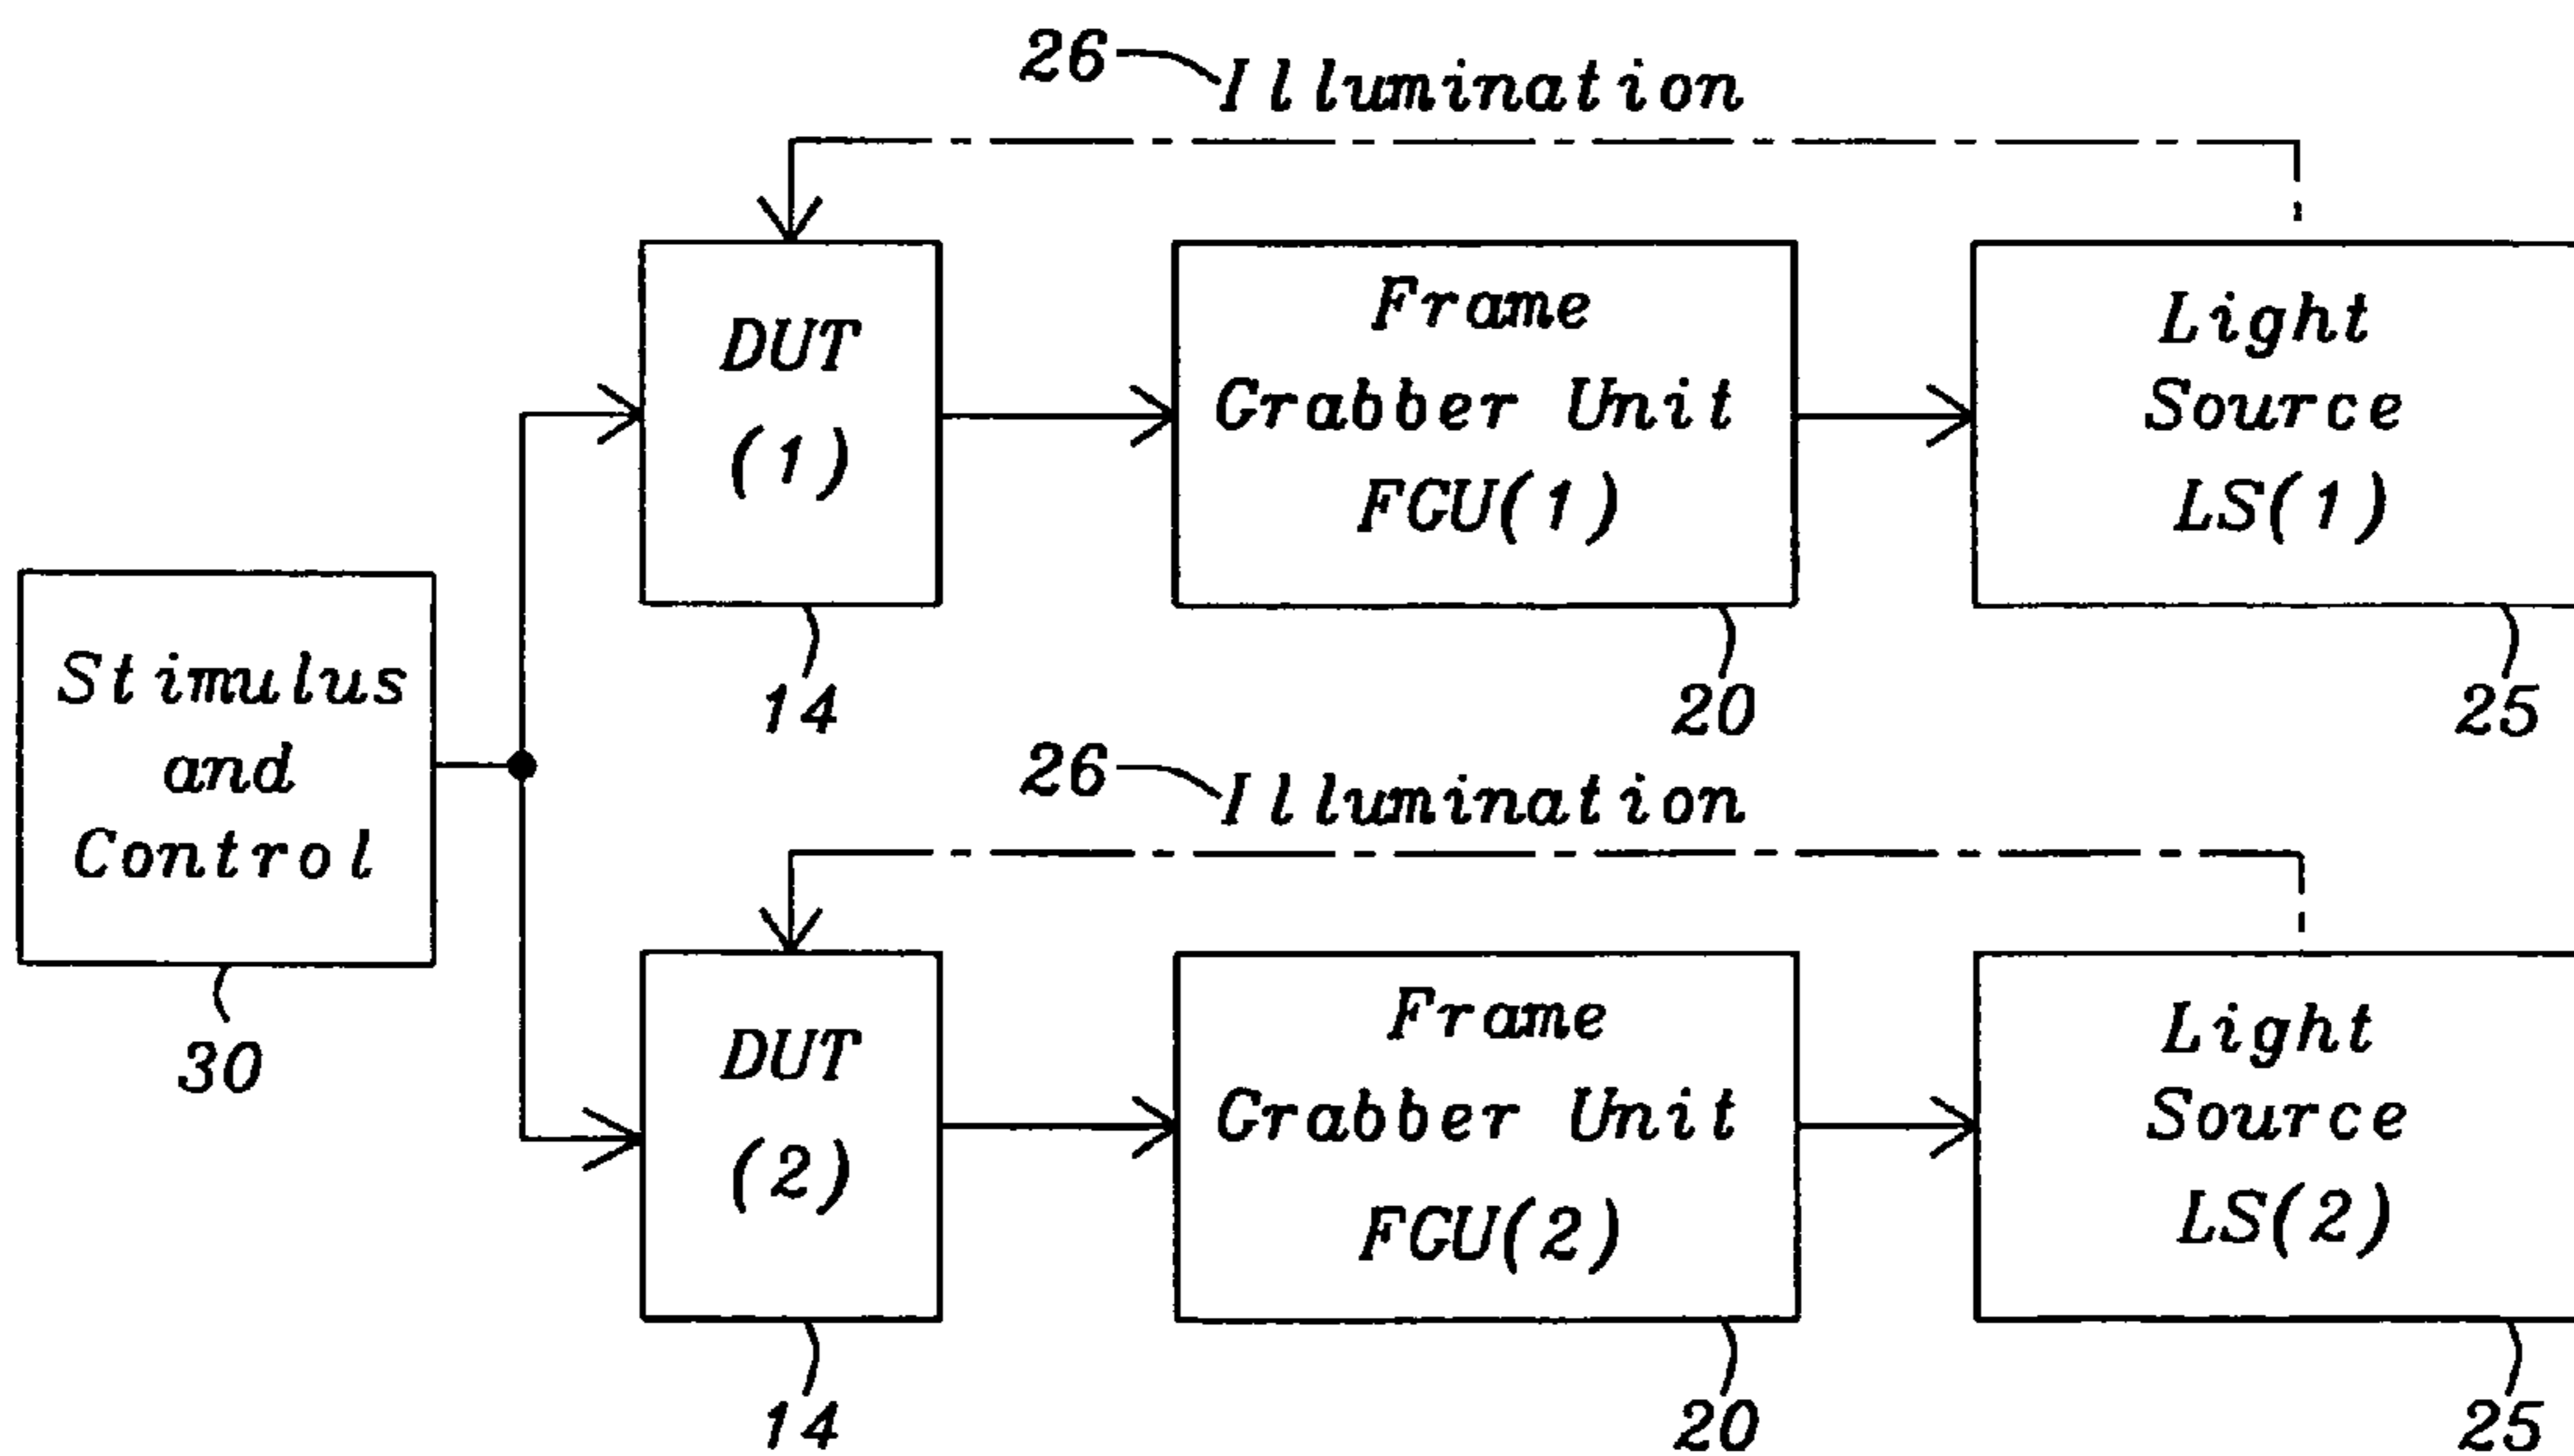 26
Illumination
DUT
(1)
Frame
Grabber Unit
FGU(1)
Light
Source
LS(1)
14
20
25
Stimulus
and
Control
30
26
Illumination
DUT
(2)
Frame
Grabber Unit
FGU(2)
Light
Source
LS(2)
14
20
25